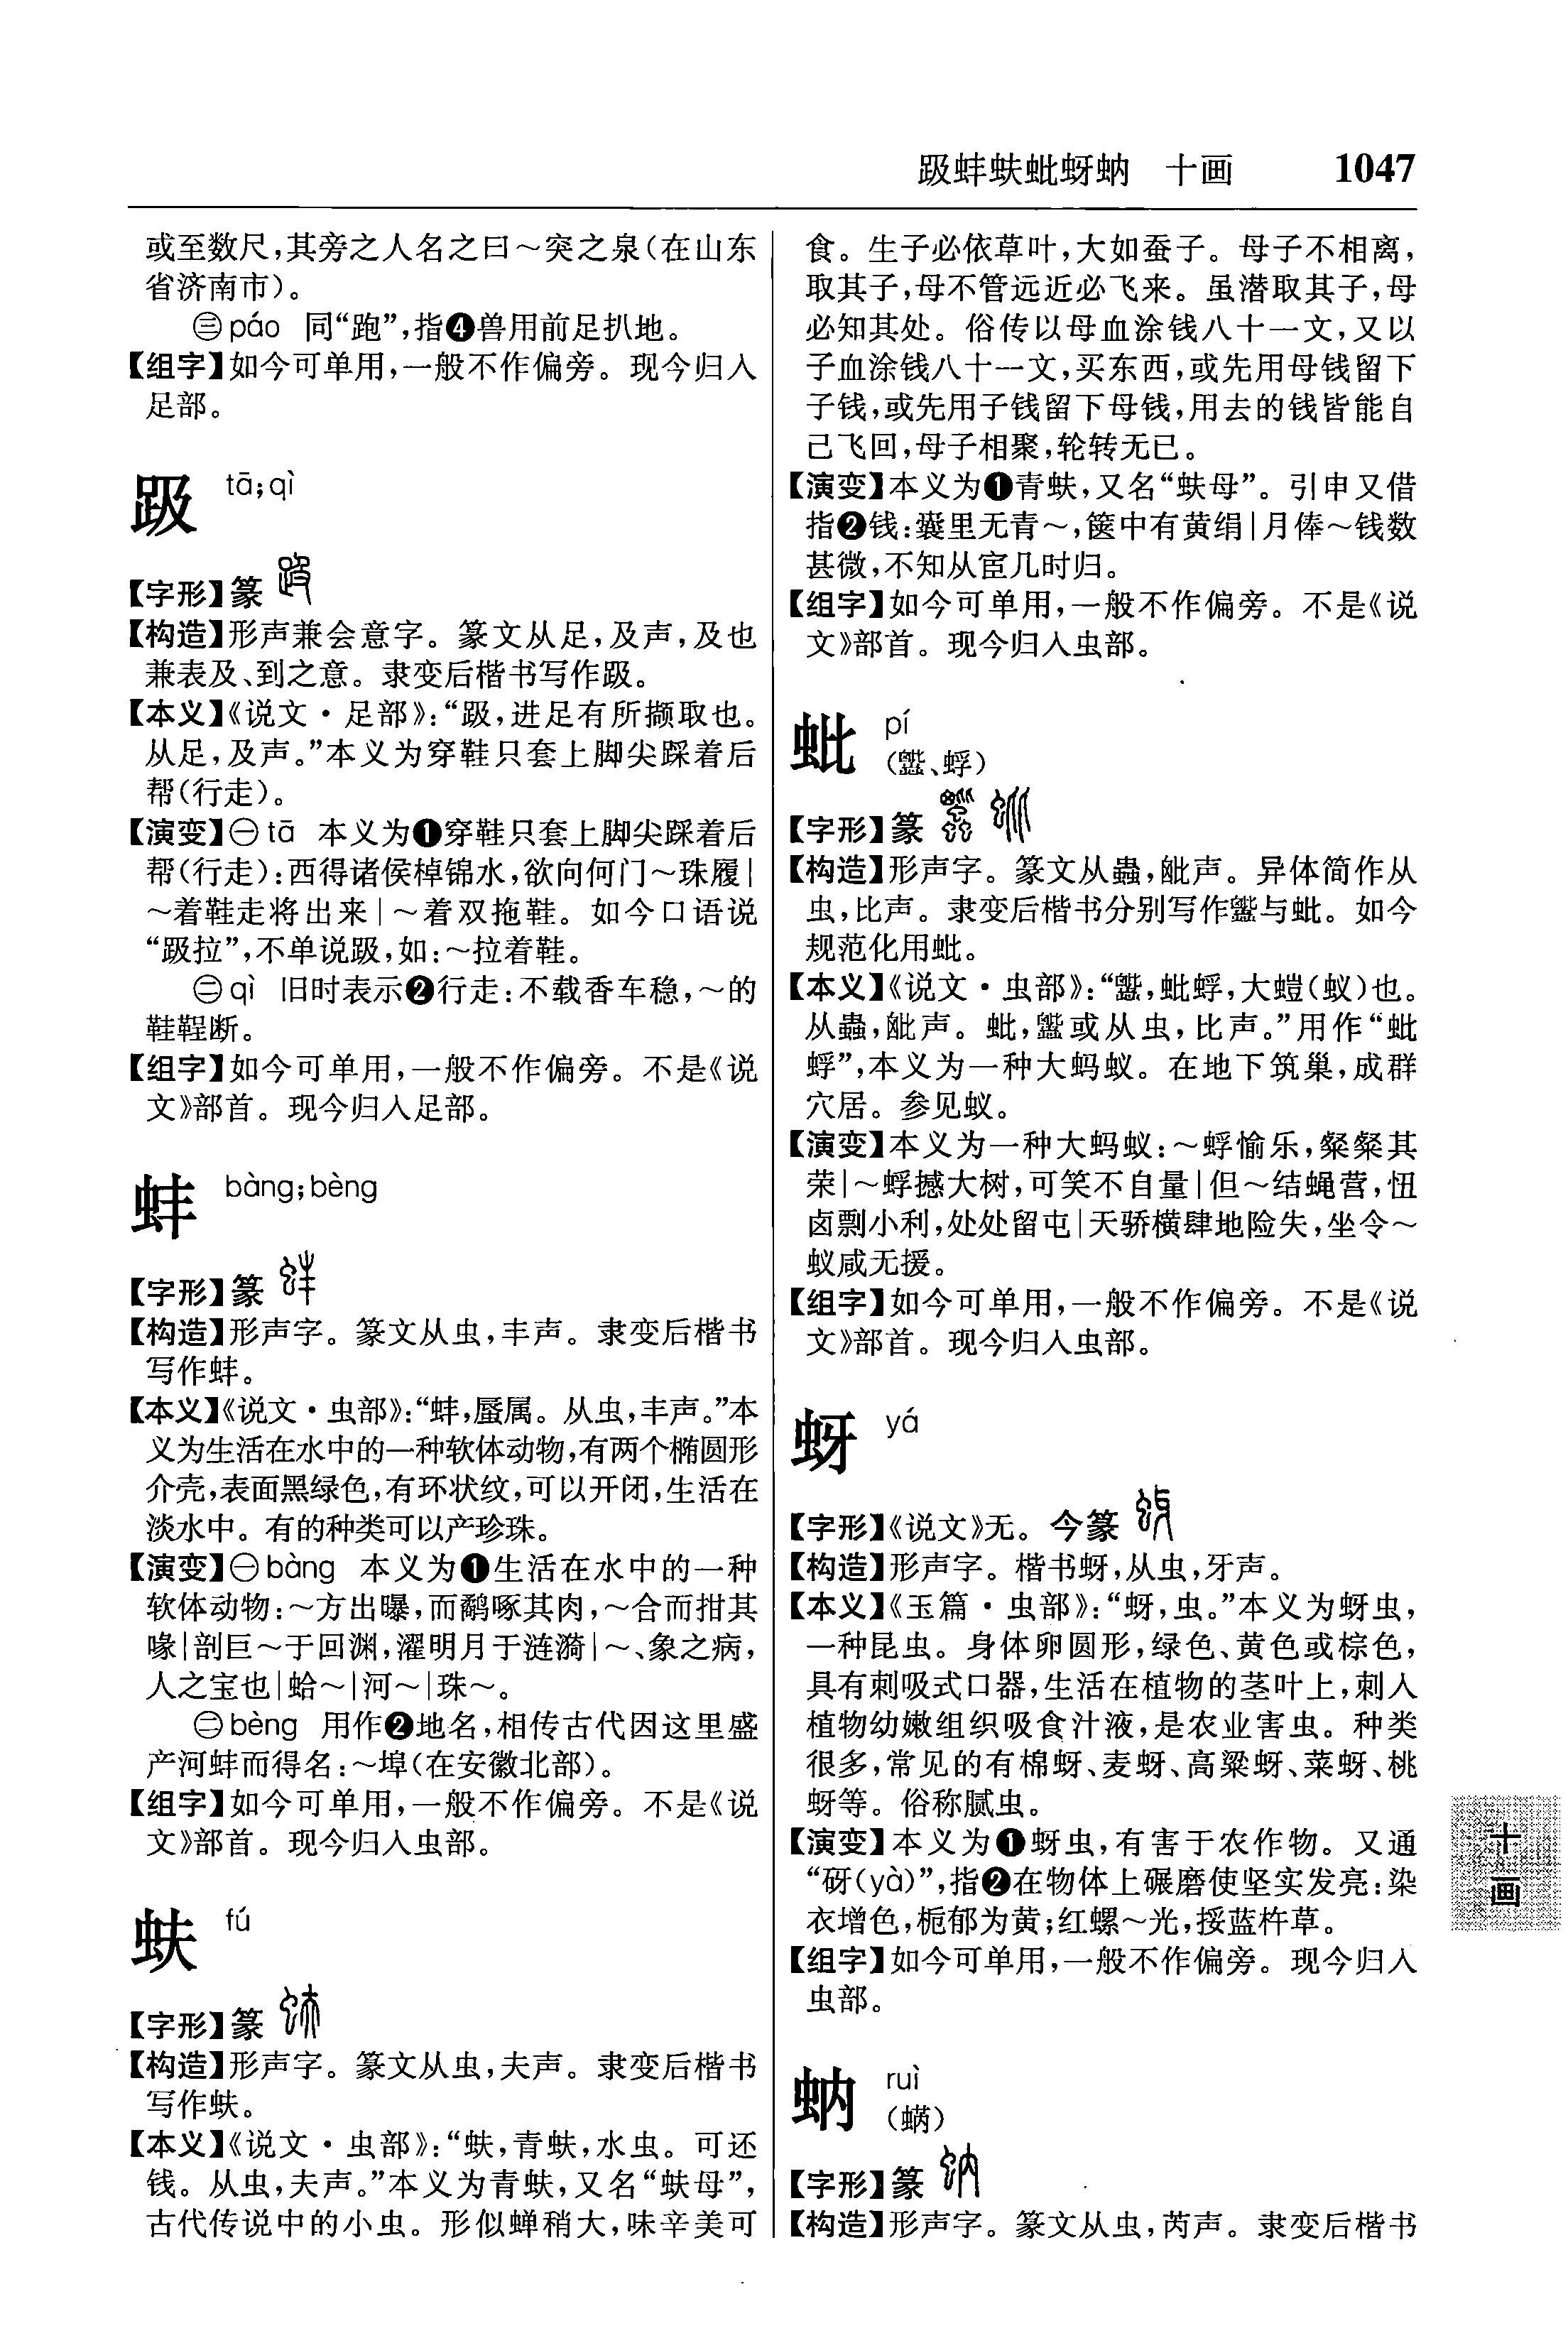 趿蚌蚨蚍蚜蚋　十画　1047
或至数尺，其旁之人名之曰～突之泉（在山东
省济南市）。
㊂páo 同“跑”，指❹兽用前足扒地。
【组字】如今可单用，一般不作偏旁。现今归入
足部。
趿 tā；qì
【字形】篆
【构造】形声兼会意字。篆文从足，及声，及也
兼表及、到之意。隶变后楷书写作趿。
【本义】《说文·足部》：“趿，进足有所撷取也。
从足，及声。”本义为穿鞋只套上脚尖踩着后
帮（行走）。
【演变】㊀tā 本义为❶穿鞋只套上脚尖踩着后
帮（行走）：西得诸侯棹锦水，欲向何门～珠履|
～着鞋走将出来|～着双拖鞋。如今口语说
“趿拉”，不单说趿，如：～拉着鞋。
㊁qì 旧时表示❷行走：不载香车稳，～的
鞋鞓断。
【组字】如今可单用，一般不作偏旁。不是《说
文》部首。现今归入足部。
蚌 bàng；bèng
【字形】篆
【构造】形声字。篆文从虫，丰声。隶变后楷书
写作蚌。
【本义】《说文·虫部》：“蚌，蜃属。从虫，丰声。”本
义为生活在水中的一种软体动物，有两个椭圆形
介壳，表面黑绿色，有环状纹，可以开闭，生活在
淡水中。有的种类可以产珍珠。
【演变】㊀bàng 本义为❶生活在水中的一种
软体动物：～方出曝，而鹬啄其肉，～合而拑其
喙|剖巨～于回渊，濯明月于涟漪|～、象之病，
人之宝也|蛤～|河～|珠～。
㊁bèng 用作❷地名，相传古代因这里盛
产河蚌而得名：～埠（在安徽北部）。
【组字】如今可单用，一般不作偏旁。不是《说
文》部首。现今归入虫部。
蚨 fú
【字形】篆
【构造】形声字。篆文从虫，夫声。隶变后楷书
写作蚨。
【本义】《说文·虫部》：“蚨，青蚨，水虫。可还
钱。从虫，夫声。”本义为青蚨，又名“蚨母”，
古代传说中的小虫。形似蝉稍大，味辛美可
食。生子必依草叶，大如蚕子。母子不相离，
取其子，母不管远近必飞来。虽潜取其子，母
必知其处。俗传以母血涂钱八十一文，又以
子血涂钱八十一文，买东西，或先用母钱留下
子钱，或先用子钱留下母钱，用去的钱皆能自
己飞回，母子相聚，轮转无已。
【演变】本义为❶青蚨，又名“蚨母”。引申又借
指❷钱：囊里无青～，箧中有黄绢|月俸～钱数
甚微，不知从宦几时归。
【组字】如今可单用，一般不作偏旁。不是《说
文》部首。现今归入虫部。
蚍 pí
（蠶、蜉）
【字形】篆
【构造】形声字。篆文从蟲，𣬉声。异体简作从
虫，比声。隶变后楷书分别写作与蚍。如今
规范化用蚍。
【本义】《说文·虫部》：“，蚍蜉，大螘（蚁）也。
从蟲，𣬉声。蚍，或从虫，比声。”用作“蚍
蜉”，本义为一种大蚂蚁。在地下筑巢，成群
穴居。参见蚁。
【演变】本义为一种大蚂蚁：～蜉愉乐，粲粲其
荣|～蜉撼大树，可笑不自量|但～结蝇营，忸
卤剽小利，处处留屯|天骄横肆地险失，坐令～
蚁咸无援。
【组字】如今可单用，一般不作偏旁。不是《说
文》部首。现今归入虫部。
蚜 yá
【字形】《说文》无。今篆
【构造】形声字。楷书蚜，从虫，牙声。
【本义】《玉篇·虫部》：“蚜，虫。”本义为蚜虫，
一种昆虫。身体卵圆形，绿色、黄色或棕色，
具有刺吸式口器，生活在植物的茎叶上，刺入
植物幼嫩组织吸食汁液，是农业害虫。种类
很多，常见的有棉蚜、麦蚜、高粱蚜、菜蚜、桃
蚜等。俗称腻虫。
【演变】本义为❶蚜虫，有害于农作物。又通
“砑（yà）”，指❷在物体上碾磨使坚实发亮：染
衣增色，栀郁为黄；红螺～光，挼蓝杵草。
【组字】如今可单用，一般不作偏旁。现今归入
虫部。
蚋 ruì
（蜹）
【字形】篆
【构造】形声字。篆文从虫，芮声。隶变后楷书
十画